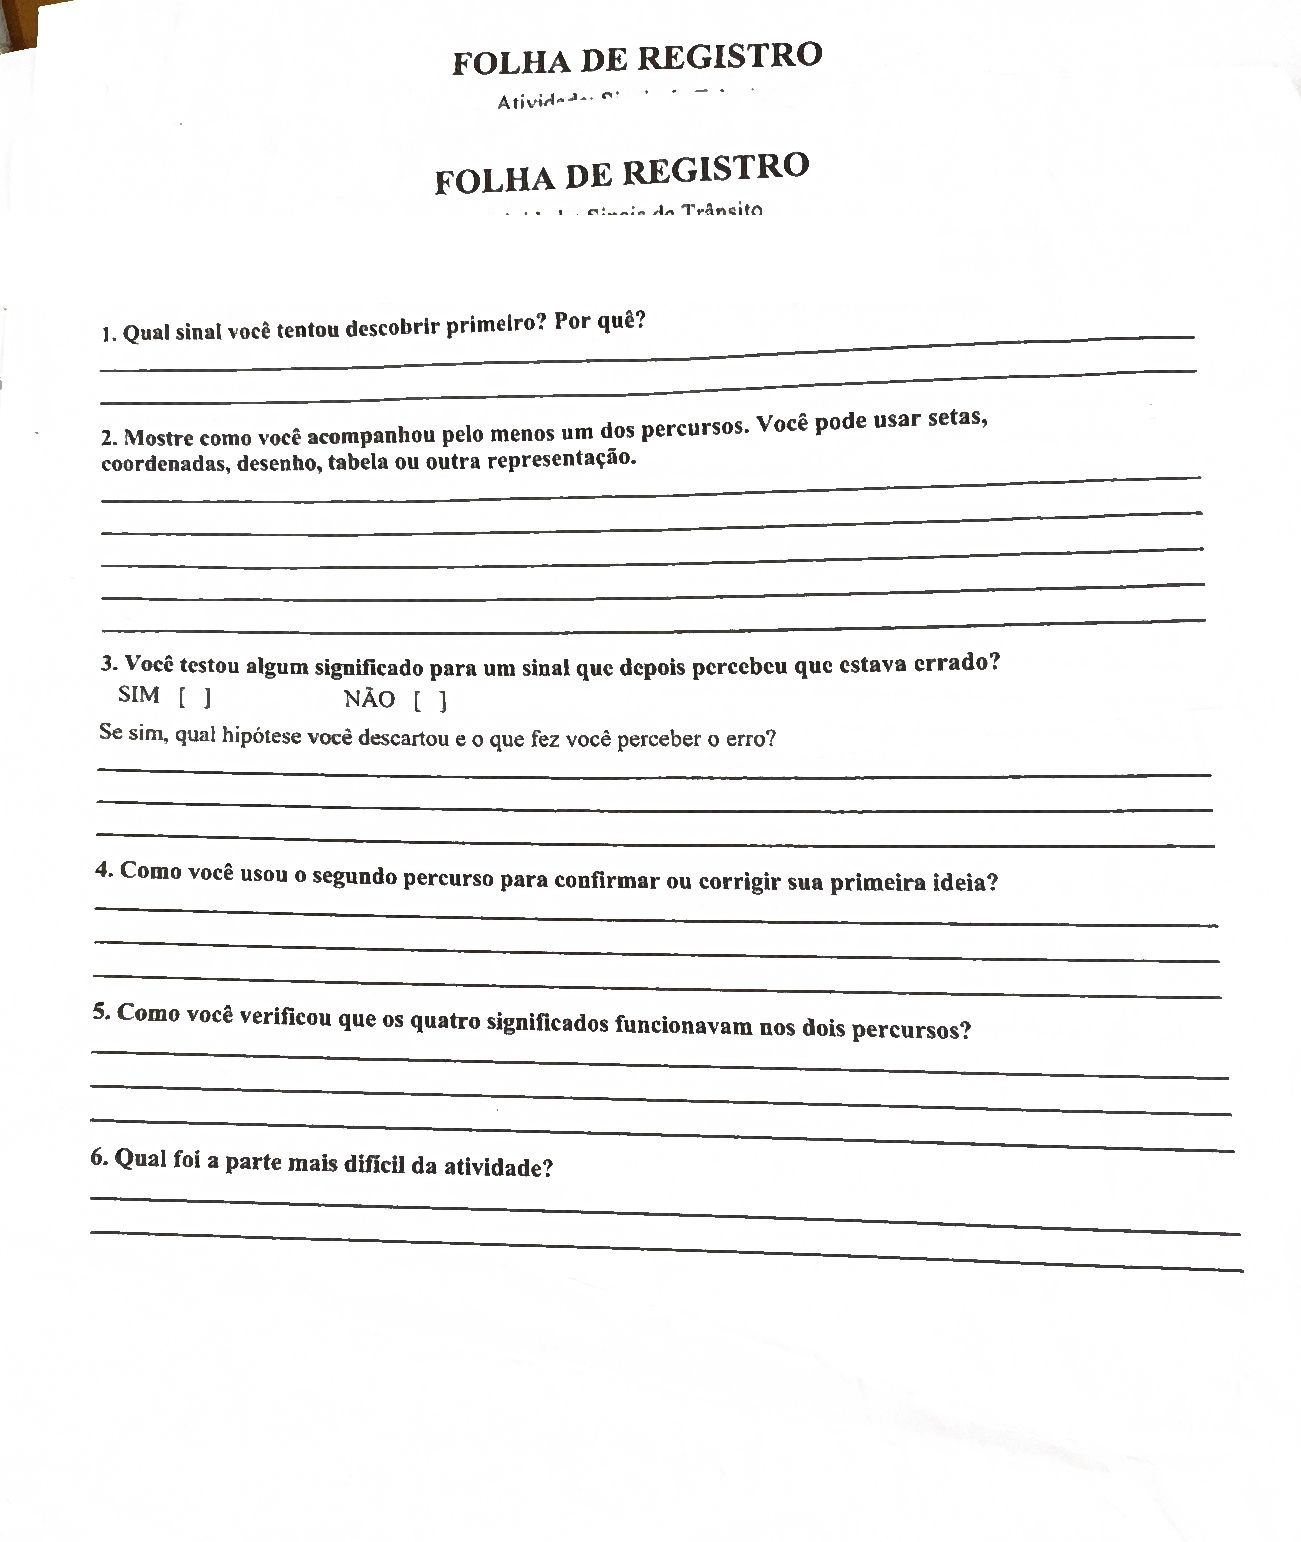 FOLHA DE REGISTRO
FOLHA DE REGISTRO
Trânsito
1. Qual sinal você tentou descobrir primeiro? Por quê?
2. Mostre como você acompanhou pelo menos um dos percursos. Você pode usar setas,
coordenadas, desenho, tabela ou outra representação.
3. Você testou algum significado para um sinal que depois percebeu que estava errado?
SIM [ ] NÃO [ ]
Se sim, qual hipótese você descartou e o que fez você perceber o erro?
4. Como você usou o segundo percurso para confirmar ou corrigir sua primeira ideia?
5. Como você verificou que os quatro significados funcionavam nos dois percursos?
6. Qual foi a parte mais difícil da atividade?